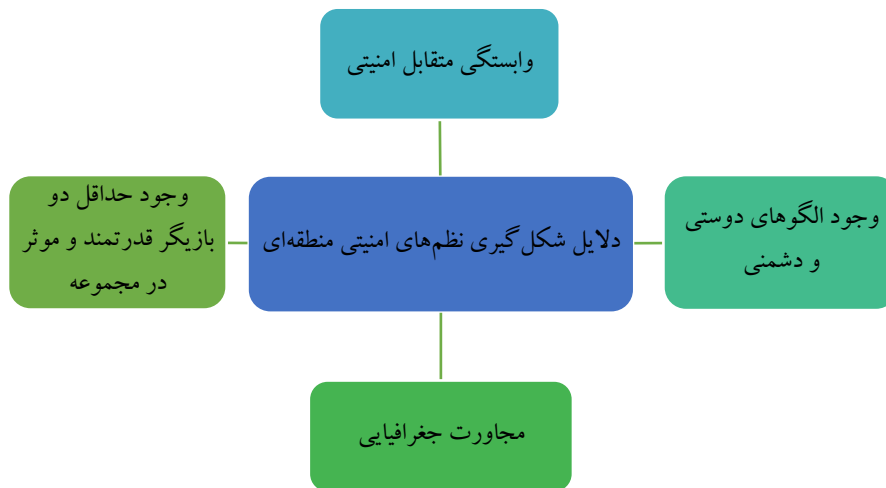 وابستگی متقابل امنیتی
وجود الگوهای دوستی
و دشمنی
دلایل شکل‌گیری نظم‌های امنیتی منطقه‌ای
وجود حداقل دو
بازیگر قدرتمند و موثر
در مجموعه
مجاورت جغرافیایی